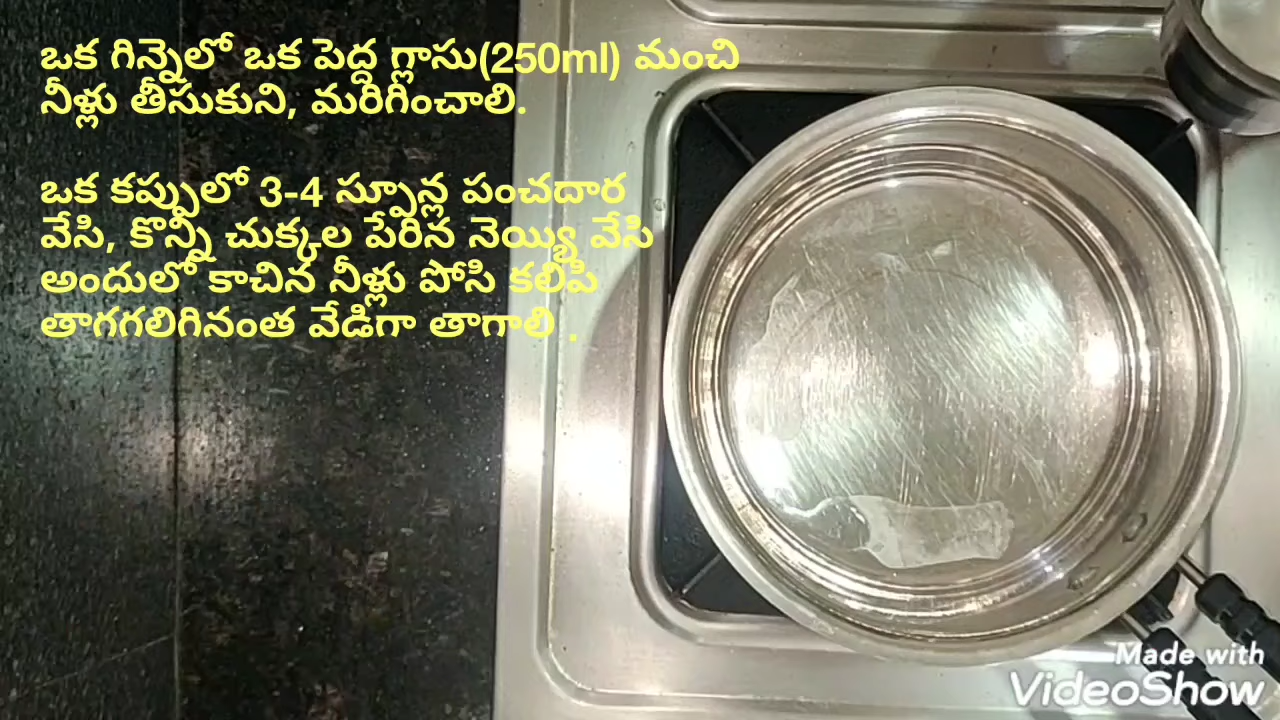 ఒక గిన్నెలో ఒక పెద్ద గ్లాసు(250ml) మంచి
నీళ్లు తీసుకుని, మరిగించాలి.
ఒక కప్పులో 3-4 స్పూన్ల పంచదార
వేసి, కొన్ని చుక్కల పేరిన నెయ్యి వేసి
అందులో కాచిన నీళ్లు పోసి కలిపి
తాగగలిగినంత వేడిగా తాగాలి .
Made with
VideoShow